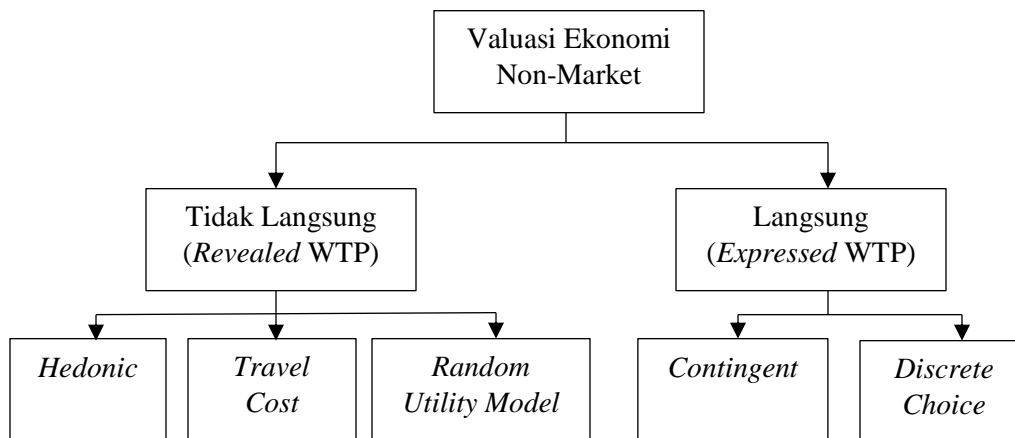 Valuasi Ekonomi
Non-Market
Tidak Langsung
(Revealed WTP)
Langsung
(Expressed WTP)
Hedonic
Travel
Cost
Random
Utility Model
Contingent
Discrete
Choice